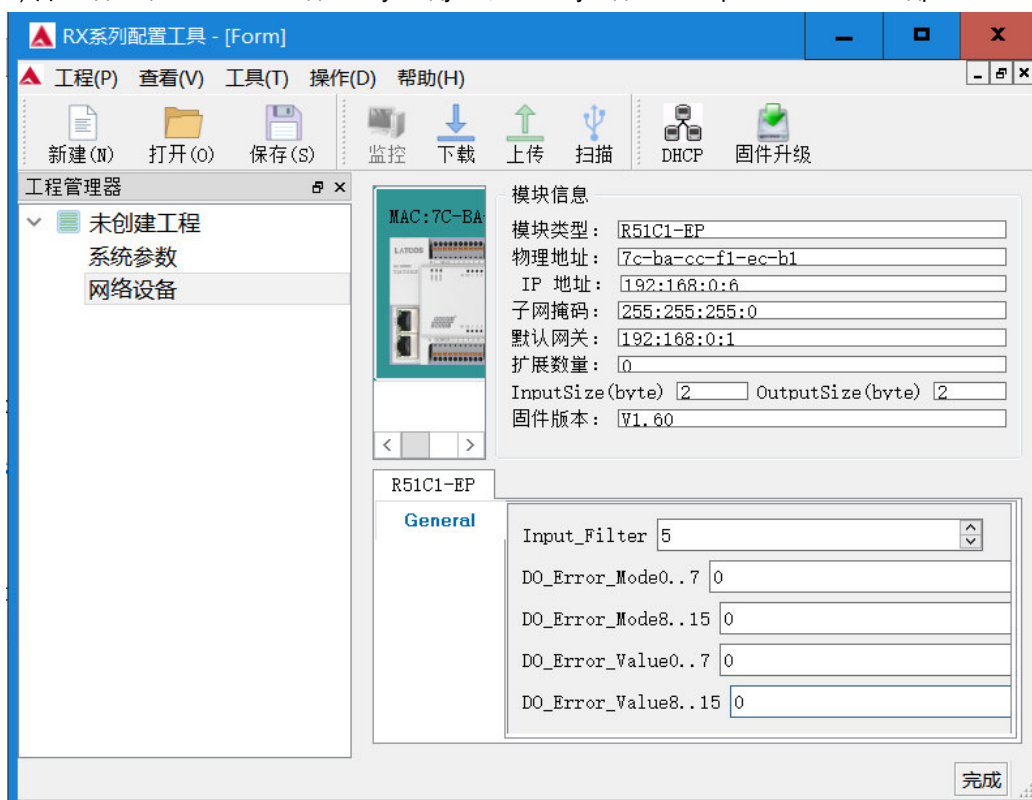 RX系列配置工具 - [Form]
工程(P) 查看(V) 工具(T) 操作(D) 帮助(H)
新建(N) 打开(O) 保存(S) 监控 下载 上传 扫描 DHCP 固件升级
工程管理器
未创建工程
系统参数
网络设备
MAC:7C-BA-
模块信息
模块类型： R51C1-EP
物理地址： 7c-ba-cc-f1-ec-b1
IP 地址： 192:168:0:6
子网掩码： 255:255:255:0
默认网关： 192:168:0:1
扩展数量： 0
InputSize(byte) 2 OutputSize(byte) 2
固件版本： V1.60
R51C1-EP
General
Input_Filter 5
DO_Error_Mode0..7 0
DO_Error_Mode8..15 0
DO_Error_Value0..7 0
DO_Error_Value8..15 0
完成